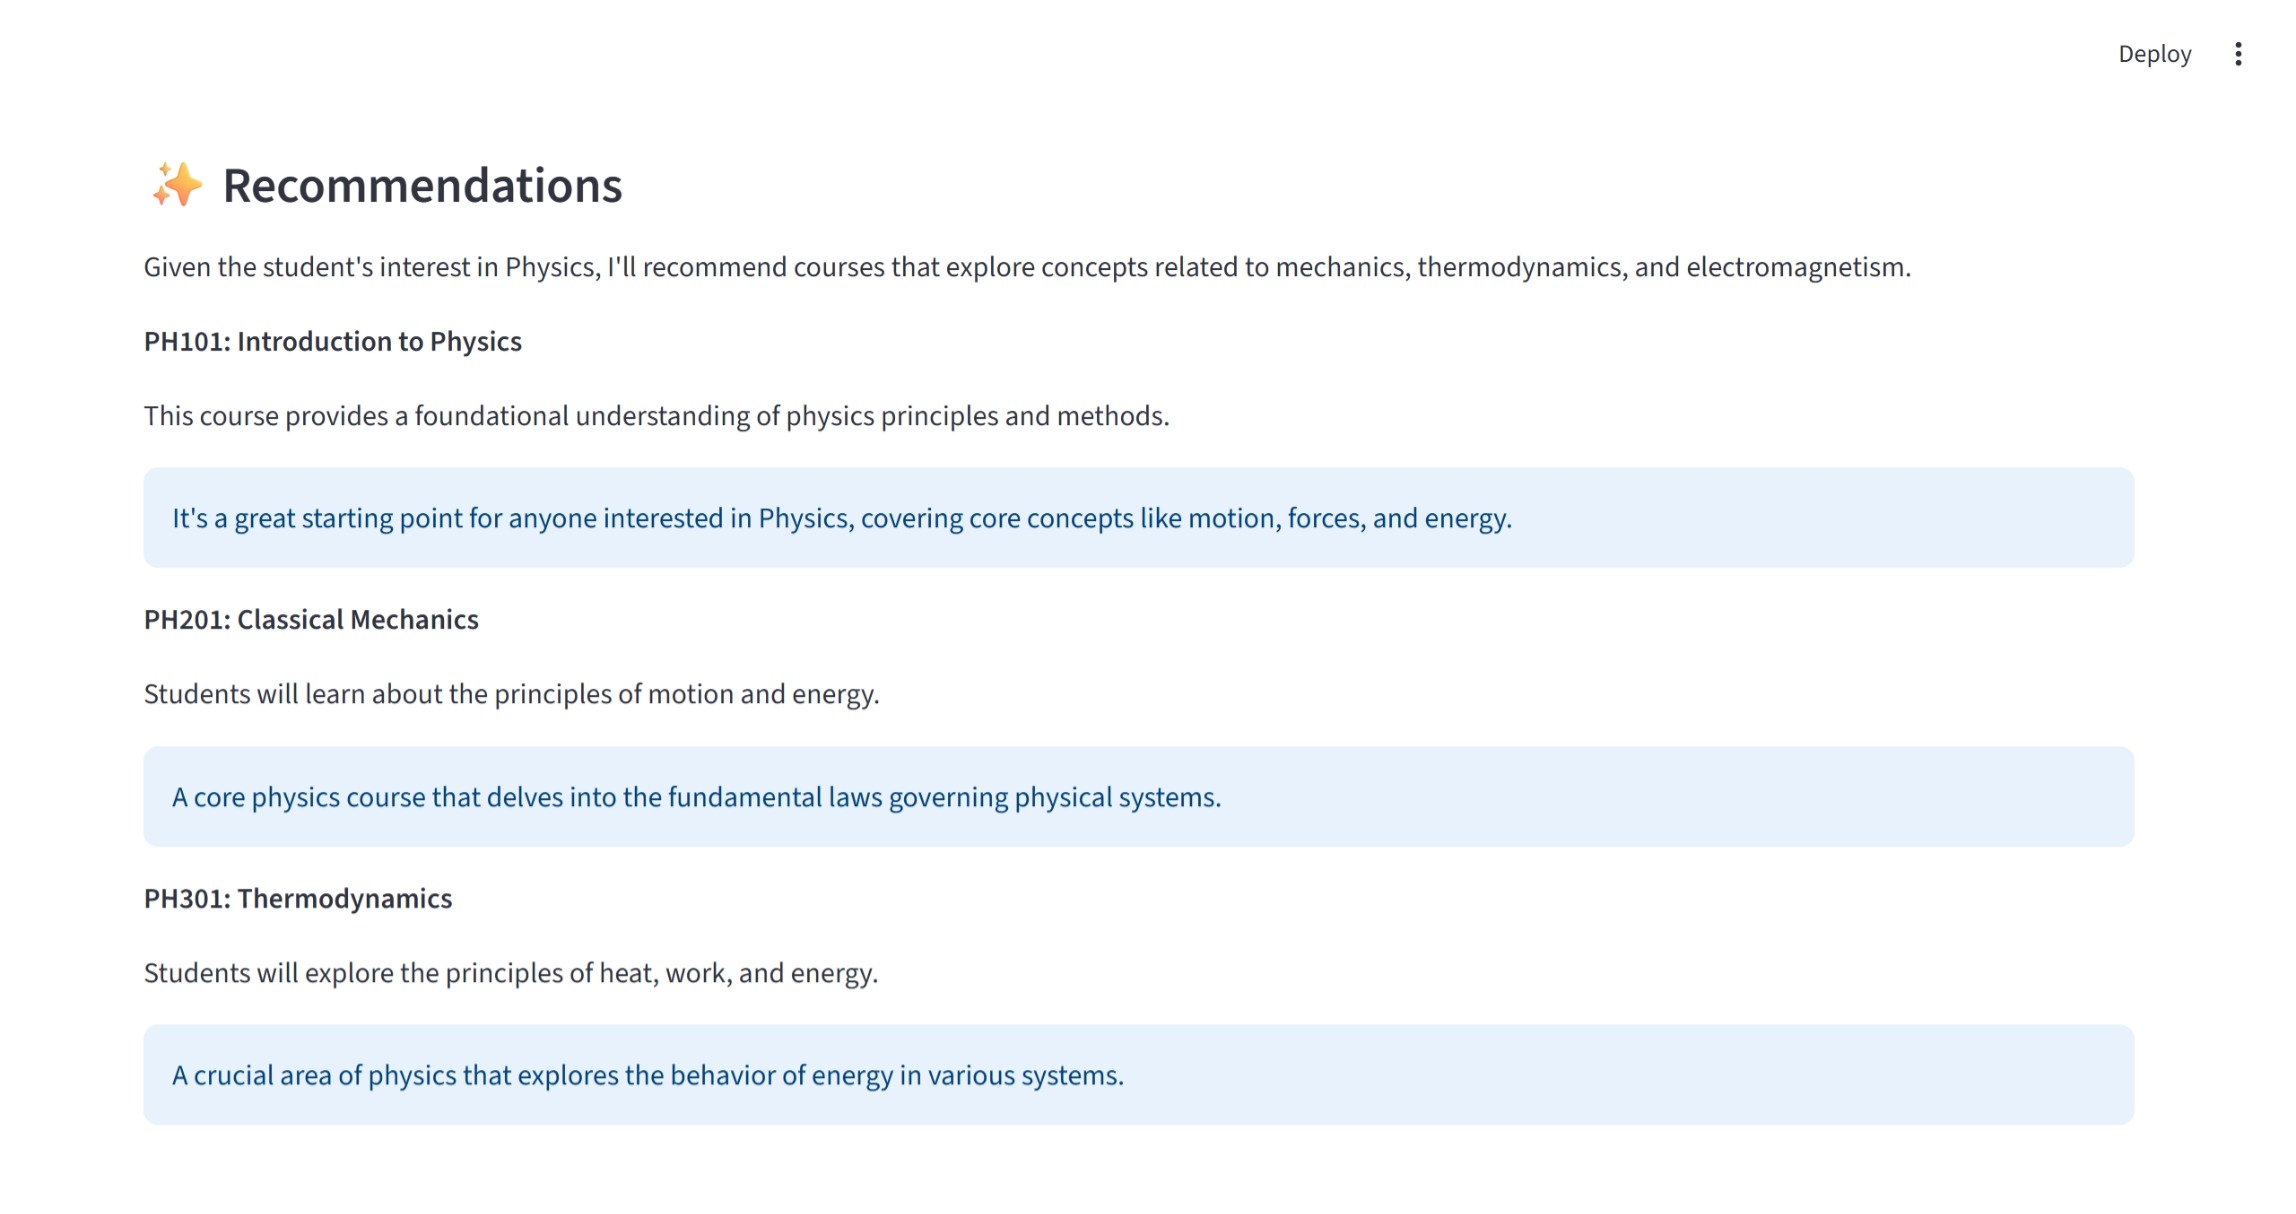 Deploy
✨ Recommendations
Given the student's interest in Physics, I'll recommend courses that explore concepts related to mechanics, thermodynamics, and electromagnetism.
PH101: Introduction to Physics
This course provides a foundational understanding of physics principles and methods.
It's a great starting point for anyone interested in Physics, covering core concepts like motion, forces, and energy.
PH201: Classical Mechanics
Students will learn about the principles of motion and energy.
A core physics course that delves into the fundamental laws governing physical systems.
PH301: Thermodynamics
Students will explore the principles of heat, work, and energy.
A crucial area of physics that explores the behavior of energy in various systems.